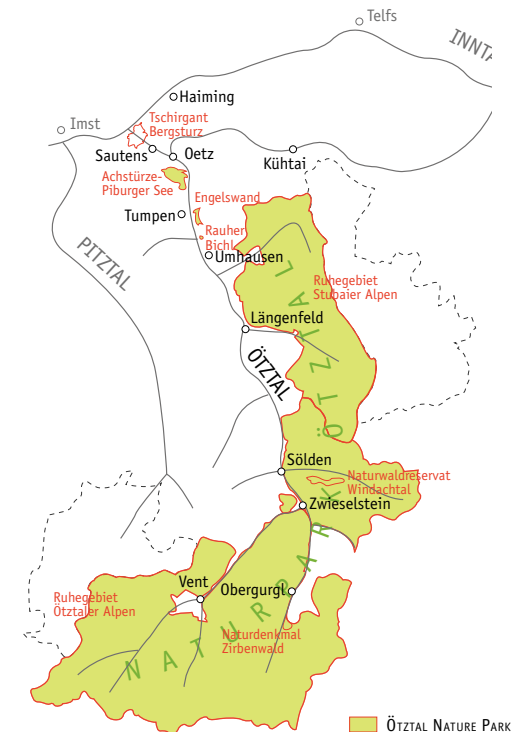 Telfs
INNTA
Haiming
Tschirgant
Bergsturz
Imst
Sautens
Oetz
Kühtai
Achstürze-
Piburger See
Engelswand
Tumpen
Rauher
Bichl
Umhausen
PITZTAL
Ruhegebiet
Stubaier Alpen
Längenfeld
ÖTZTAL
Sölden
Naturwaldreservat
Windachtal
Zwieselstein
Vent
Obergurgl
Ruhegebiet
Ötztaler Alpen
Naturdenkmal
Zirbenwald
NATURPARK ÖTZTAL
ÖTZTAL NATURE PARK